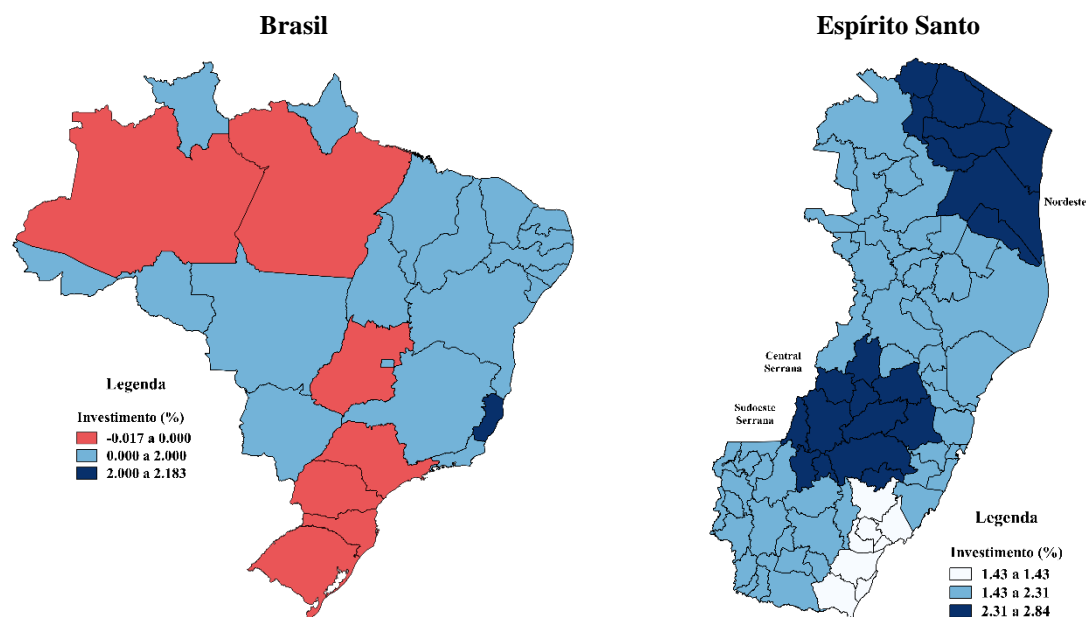 Brasil
Legenda
Investimento (%)
-0.017 a 0.000
0.000 a 2.000
2.000 a 2.183
Espírito Santo
Nordeste
Central
Serrana
Sudoeste
Serrana
Legenda
Investimento (%)
1.43 a 1.43
1.43 a 2.31
2.31 a 2.84